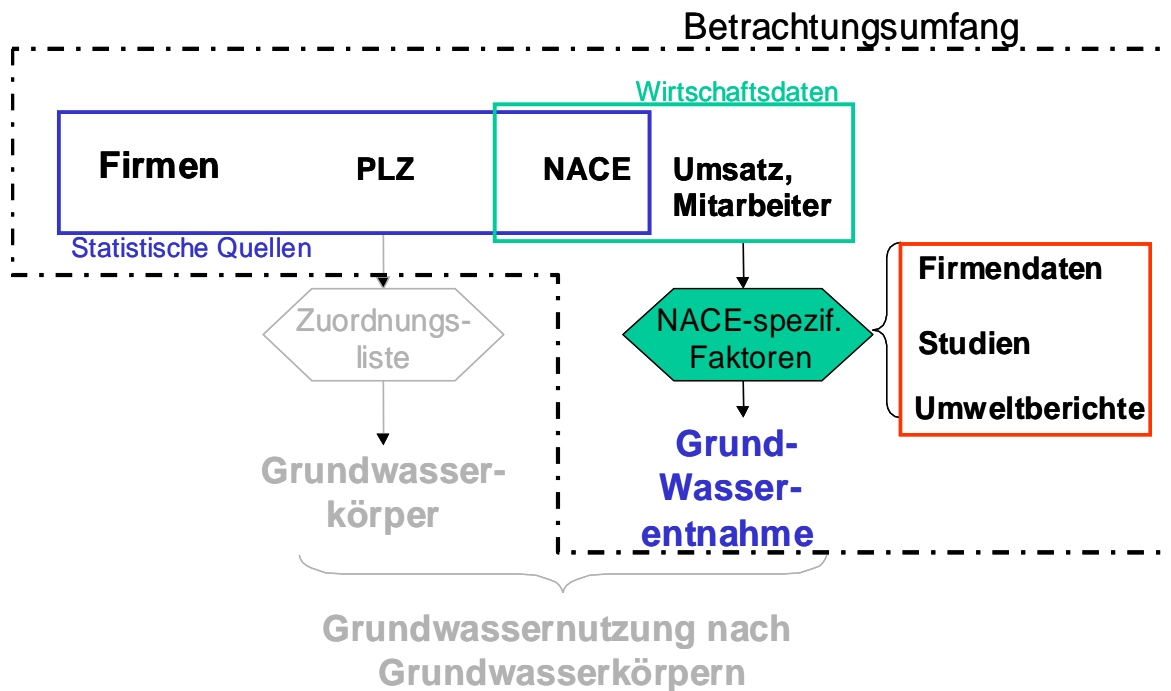 Betrachtungsumfang
Wirtschaftsdaten
Firmen
PLZ
NACE
Umsatz,
Mitarbeiter
Statistische Quellen
Zuordnungs-
liste
NACE-spezif.
Faktoren
Firmendaten
Studien
Umweltberichte
Grundwasser-
körper
Grund-
Wasser-
entnahme
Grundwassernutzung nach
Grundwasserkörpern